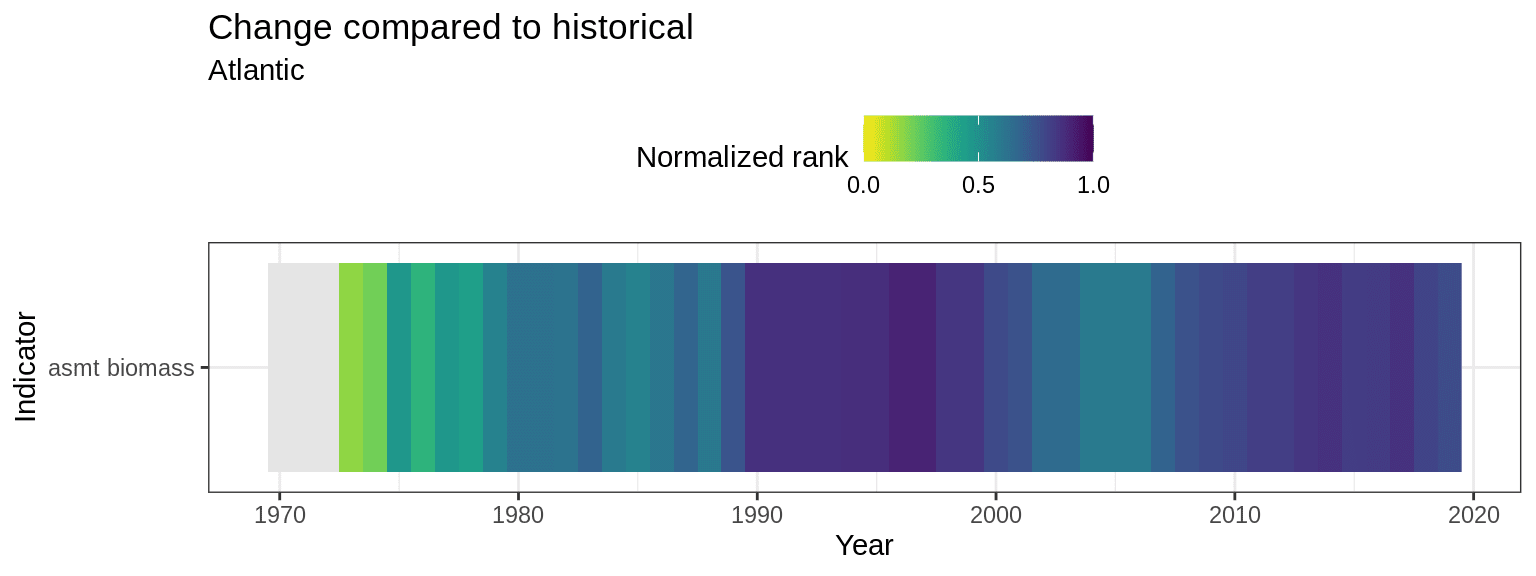 Change compared to historical
Atlantic
Normalized rank
0.0 0.5 1.0
Indicator
asmt biomass
1970 1980 1990 2000 2010 2020
Year